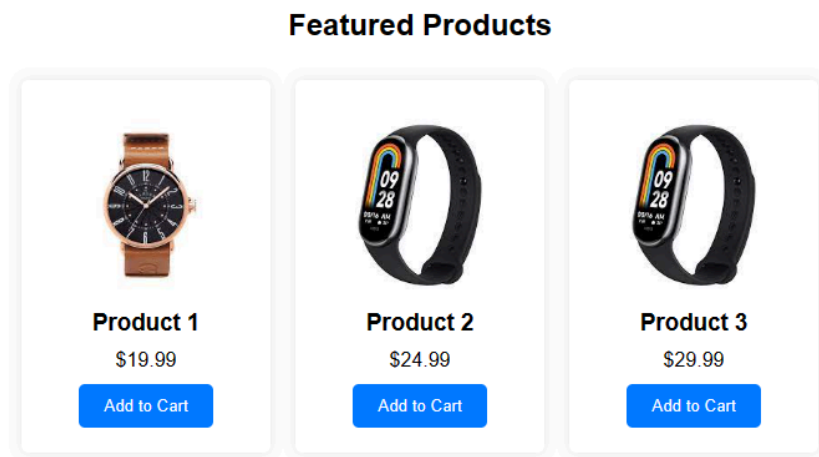 Featured Products
09
28
Product 1
$19.99
Add to Cart
09
28
Product 2
$24.99
Add to Cart
Product 3
$29.99
Add to Cart